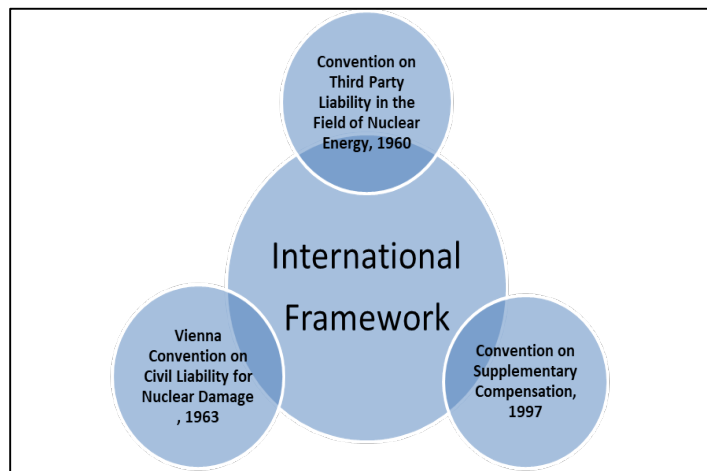 Convention on
Third Party
Liability in the
Field of Nuclear
Energy, 1960
International
Framework
Vienna
Convention on
Civil Liability for
Nuclear Damage
, 1963
Convention on
Supplementary
Compensation,
1997